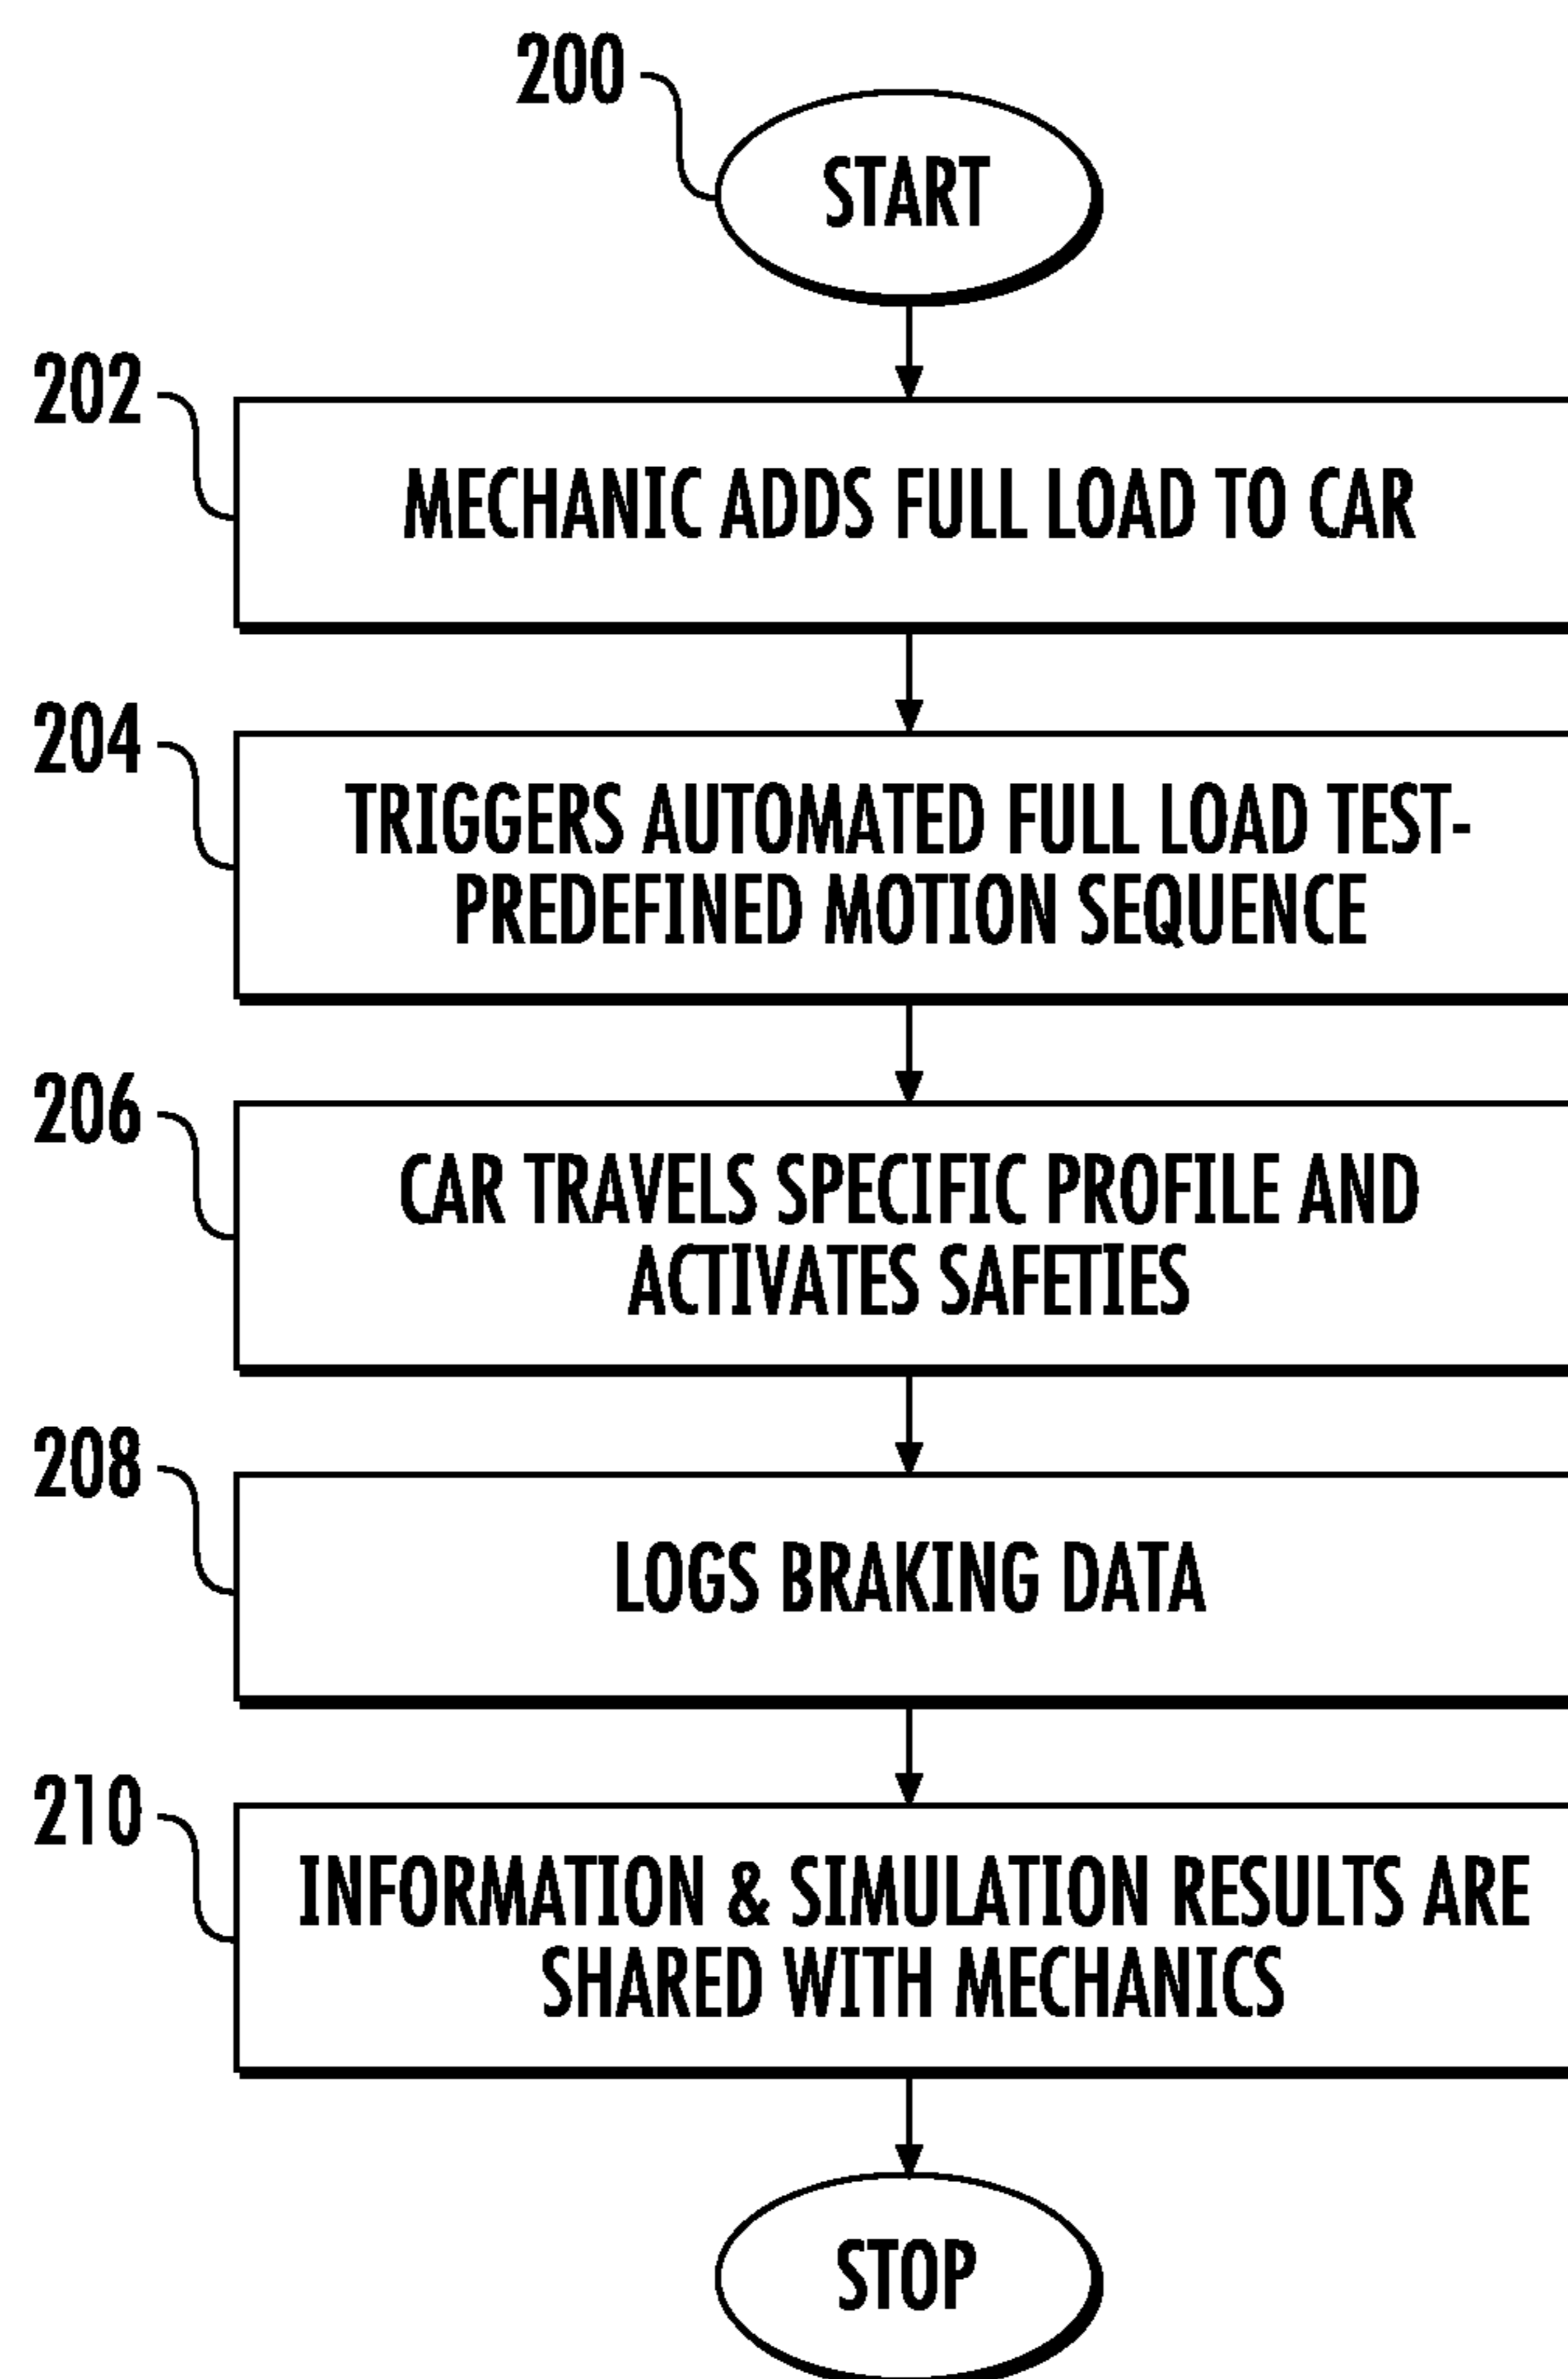 200
START
202
MECHANIC ADDS FULL LOAD TO CAR
204
TRIGGERS AUTOMATED FULL LOAD TEST-
PREDEFINED MOTION SEQUENCE
206
CAR TRAVELS SPECIFIC PROFILE AND
ACTIVATES SAFETIES
208
LOGS BRAKING DATA
210
INFORMATION & SIMULATION RESULTS ARE
SHARED WITH MECHANICS
STOP